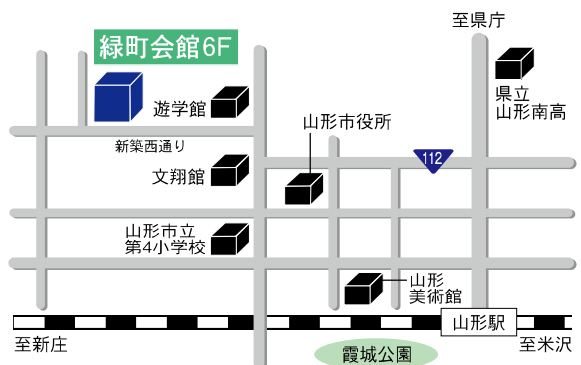 至県庁
緑町会館6F
県立
山形南高
遊学館
山形市役所
新築西通り
112
文翔館
山形市立
第4小学校
山形
美術館
山形駅
至新庄
至米沢
霞城公園